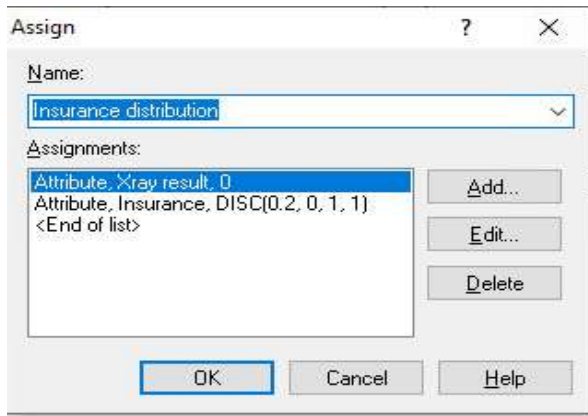 Assign ? ×
Name:
Insurance distribution
Assignments:
Attribute, Xray result, 0
Attribute, Insurance, DISC(0.2, 0, 1, 1)
<End of list>
Add...
Edit...
Delete
OK Cancel Help